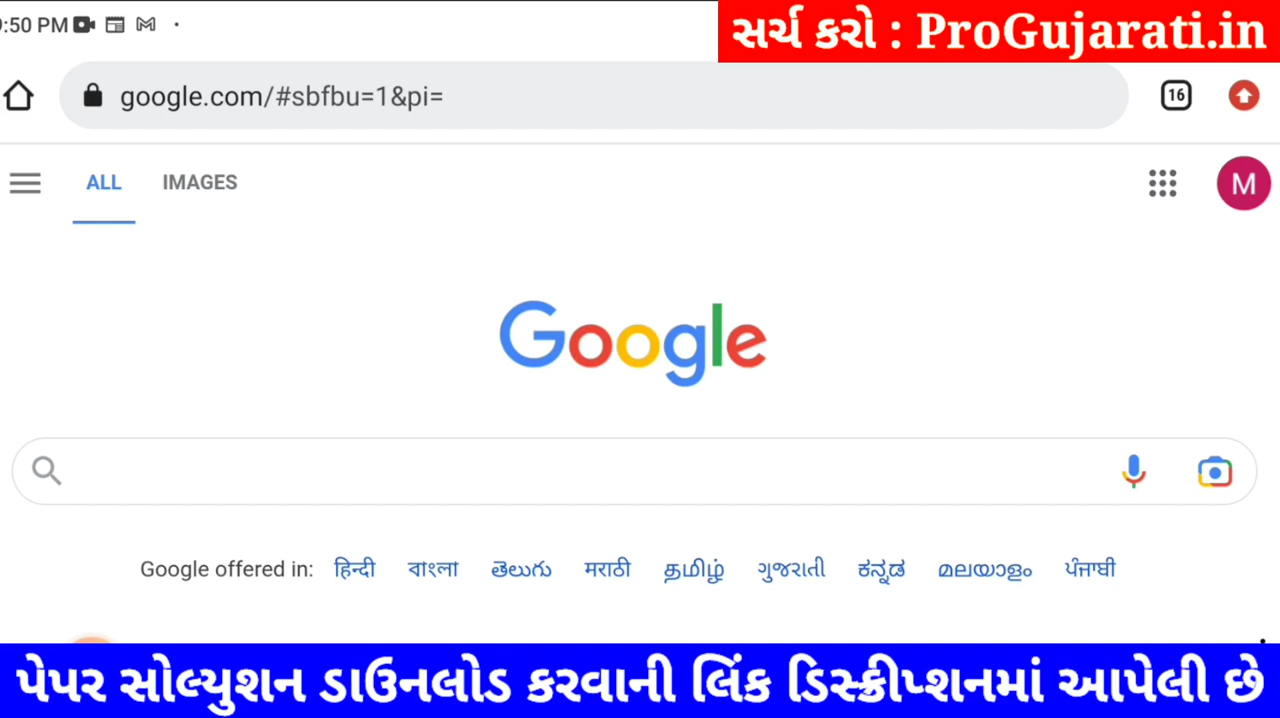 :50 PM
સર્ચ કરો : ProGujarati.in
google.com/#sbfbu=1&pi=
16
ALL IMAGES
M
Google
Google offered in: हिन्दी বাংলা తెలుగు मराठी தமிழ் ગુજરાતી ಕನ್ನಡ മലയാളം ਪੰਜਾਬੀ
પેપર સોલ્યુશન ડાઉનલોડ કરવાની લિંક ડિસ્ક્રીપ્શનમાં આપેલી છે